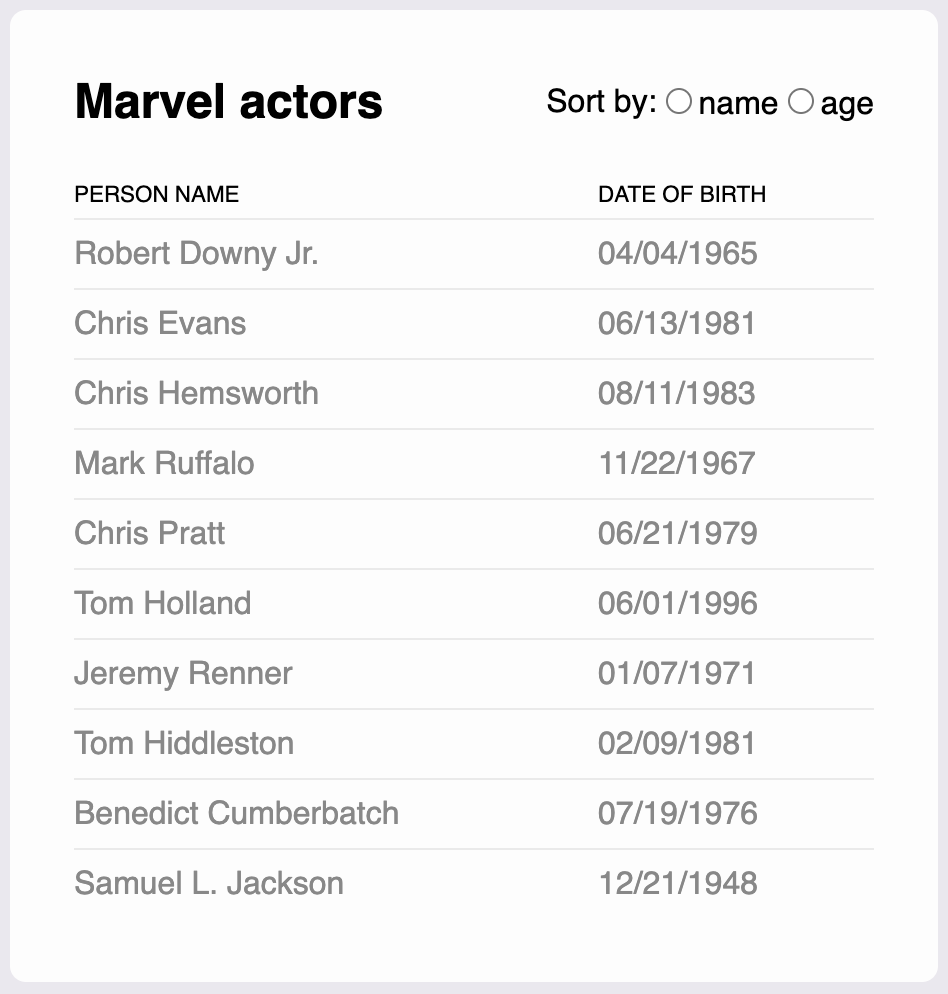 Marvel actors Sort by: name age
PERSON NAME DATE OF BIRTH
Robert Downy Jr. 04/04/1965
Chris Evans 06/13/1981
Chris Hemsworth 08/11/1983
Mark Ruffalo 11/22/1967
Chris Pratt 06/21/1979
Tom Holland 06/01/1996
Jeremy Renner 01/07/1971
Tom Hiddleston 02/09/1981
Benedict Cumberbatch 07/19/1976
Samuel L. Jackson 12/21/1948